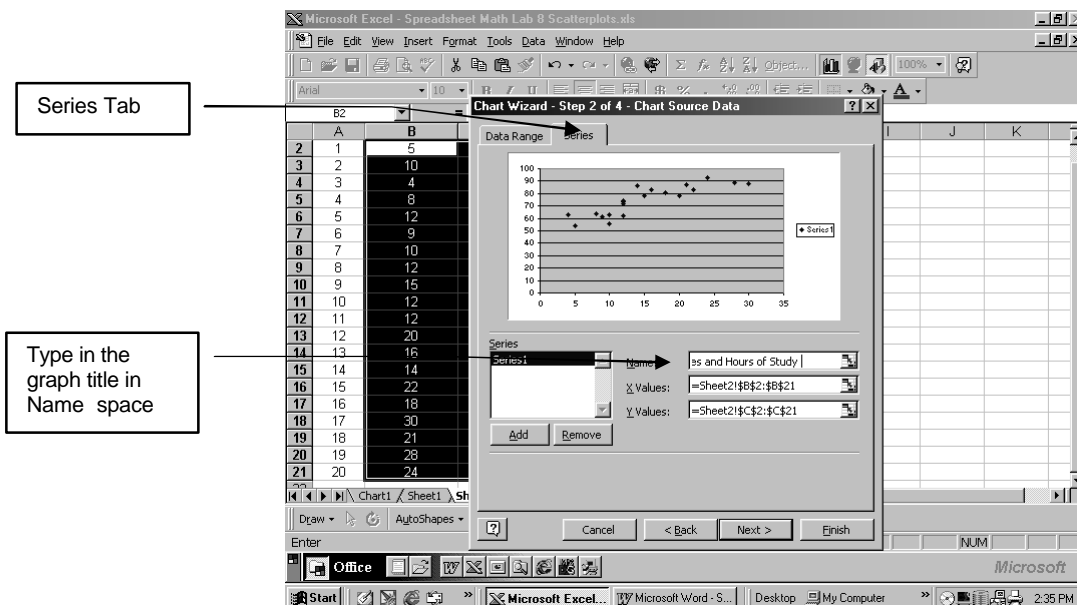 Microsoft Excel - Spreadsheet Math Lab 8 Scatterplots.xls
File Edit View Insert Format Tools Data Window Help
Object... 100%
Arial 10 B I U
B2 =
Series Tab
Chart Wizard - Step 2 of 4 - Chart Source Data
Data Range Series
A B I J K
2 1 5
3 2 10
4 3 4
5 4 8
6 5 12
7 6 9
8 7 10
9 8 12
10 9 15
11 10 12
12 11 12
13 12 20
14 13 16
15 14 14
16 15 22
17 16 18
18 17 30
19 18 21
20 19 28
21 20 24
22
100
90
80
70
60
50
40
30
20
10
0
0 5 10 15 20 25 30 35
Series1
Type in the
graph title in
Name space
Series
Series1
Name: es and Hours of Study
X Values: =Sheet2!$B$2:$B$21
Y Values: =Sheet2!$C$2:$C$21
Add Remove
Cancel < Back Next > Finish
Chart1 Sheet1 Sh
Draw AutoShapes
Enter NUM
Office Microsoft
Start » Microsoft Excel... Microsoft Word - S... Desktop My Computer » 2:35 PM